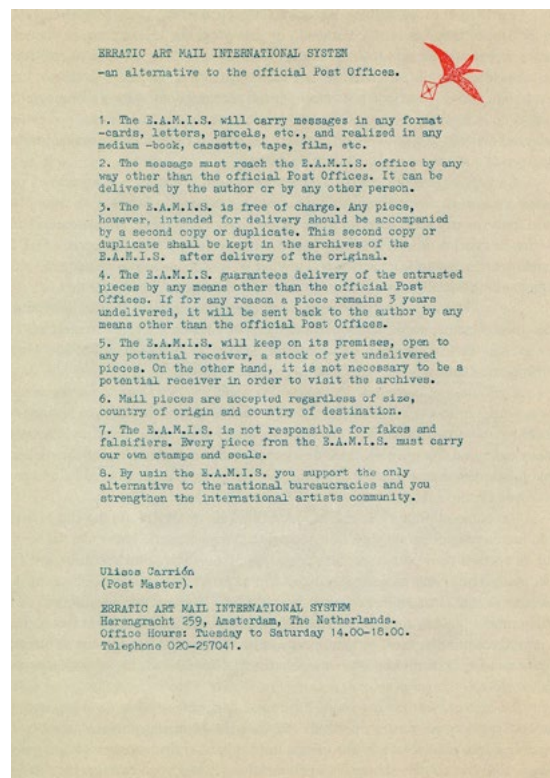 ERRATIC ART MAIL INTERNATIONAL SYSTEM
-an alternative to the official Post Offices.
1. The E.A.M.I.S. will carry messages in any format
-cards, letters, parcels, etc., and realized in any
medium -book, cassette, tape, film, etc.
2. The message must reach the E.A.M.I.S. office by any
way other than the official Post Offices. It can be
delivered by the author or by any other person.
3. The E.A.M.I.S. is free of charge. Any piece,
however, intended for delivery should be accompanied
by a second copy or duplicate. This second copy or
duplicate shall be kept in the archives of the
E.A.M.I.S. after delivery of the original.
4. The E.A.M.I.S. guarantees delivery of the entrusted
pieces by any means other than the official Post
Offices. If for any reason a piece remains 3 years
undelivered, it will be sent back to the author by any
means other than the official Post Offices.
5. The E.A.M.I.S. will keep on its premises, open to
any potential receiver, a stock of yet undelivered
pieces. On the other hand, it is not necessary to be a
potential receiver in order to visit the archives.
6. Mail pieces are accepted regardless of size,
country of origin and country of destination.
7. The E.A.M.I.S. is not responsible for fakes and
falsifiers. Every piece from the E.A.M.I.S. must carry
our own stamps and seals.
8. By usin the E.A.M.I.S. you support the only
alternative to the national bureaucracies and you
strengthen the international artists community.
Ulises Carrión
(Post Master).
ERRATIC ART MAIL INTERNATIONAL SYSTEM
Herengracht 259, Amsterdam, The Netherlands.
Office Hours: Tuesday to Saturday 14.00-18.00.
Telephone 020-257041.